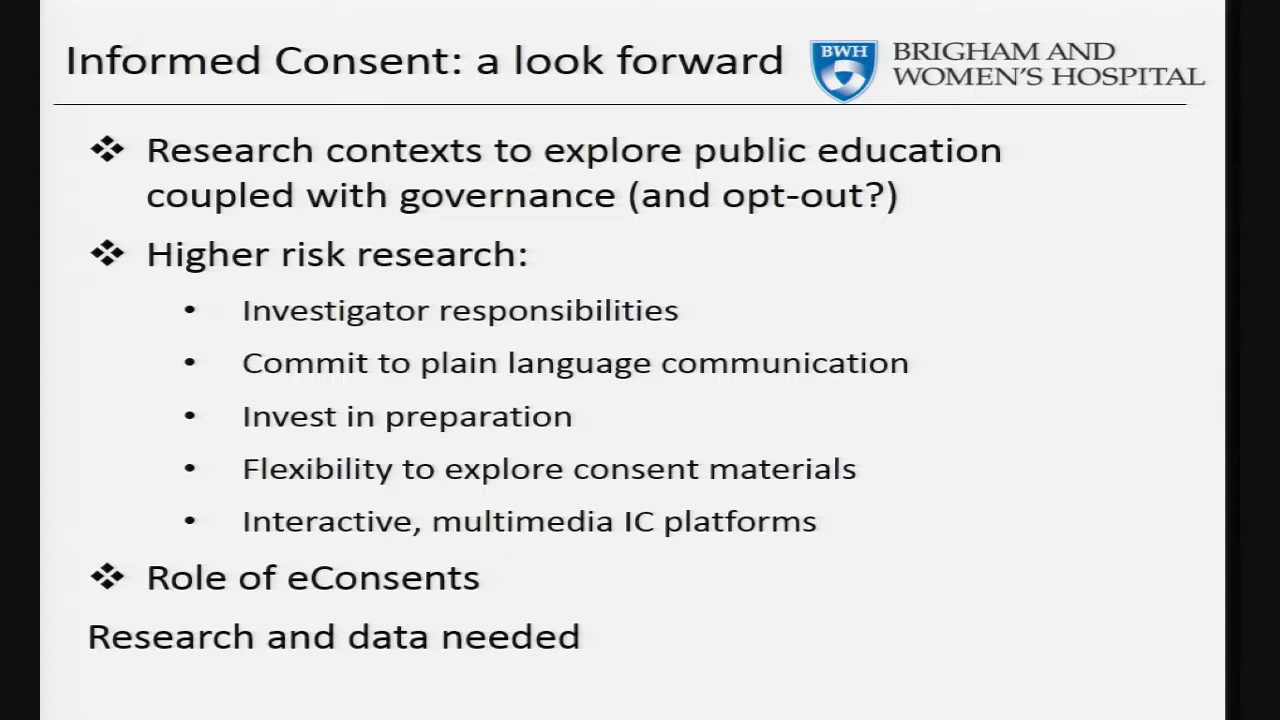 Informed Consent: a look forward
BWH
BRIGHAM AND
WOMEN'S HOSPITAL
❖ Research contexts to explore public education
coupled with governance (and opt-out?)
❖ Higher risk research:
• Investigator responsibilities
• Commit to plain language communication
• Invest in preparation
• Flexibility to explore consent materials
• Interactive, multimedia IC platforms
❖ Role of eConsents
Research and data needed